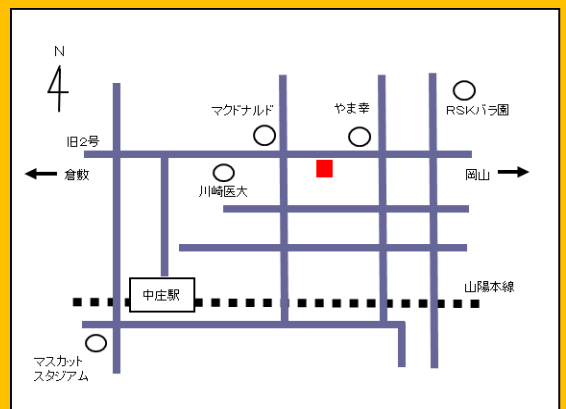 N
マクドナルド
やま幸
RSKバラ園
旧2号
倉敷
川崎医大
岡山
中庄駅
山陽本線
マスカット
スタジアム